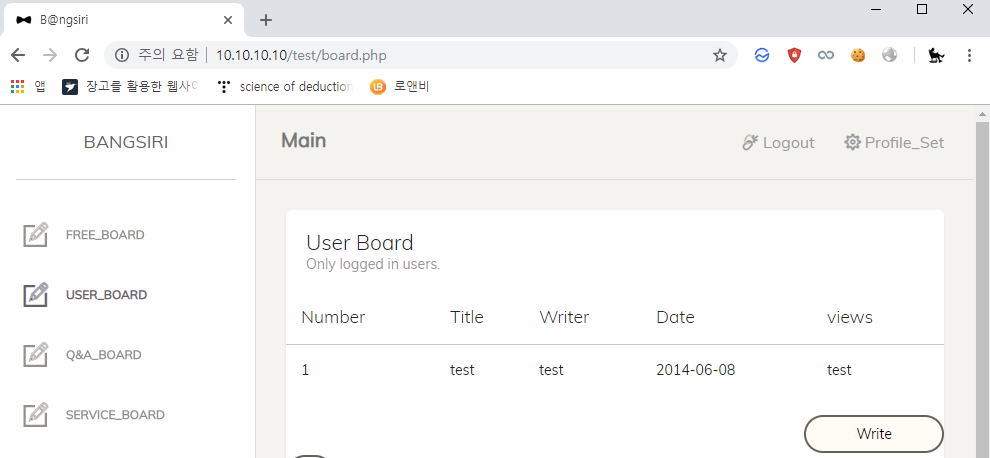 B@ngsiri
주의 요함 | 10.10.10.10/test/board.php
앱 장고를 활용한 웹사이 science of deduction 로앤비
BANGSIRI
Main Logout Profile_Set
FREE_BOARD
USER_BOARD
Q&A_BOARD
SERVICE_BOARD
User Board
Only logged in users.
Number Title Writer Date views
1 test test 2014-06-08 test
Write